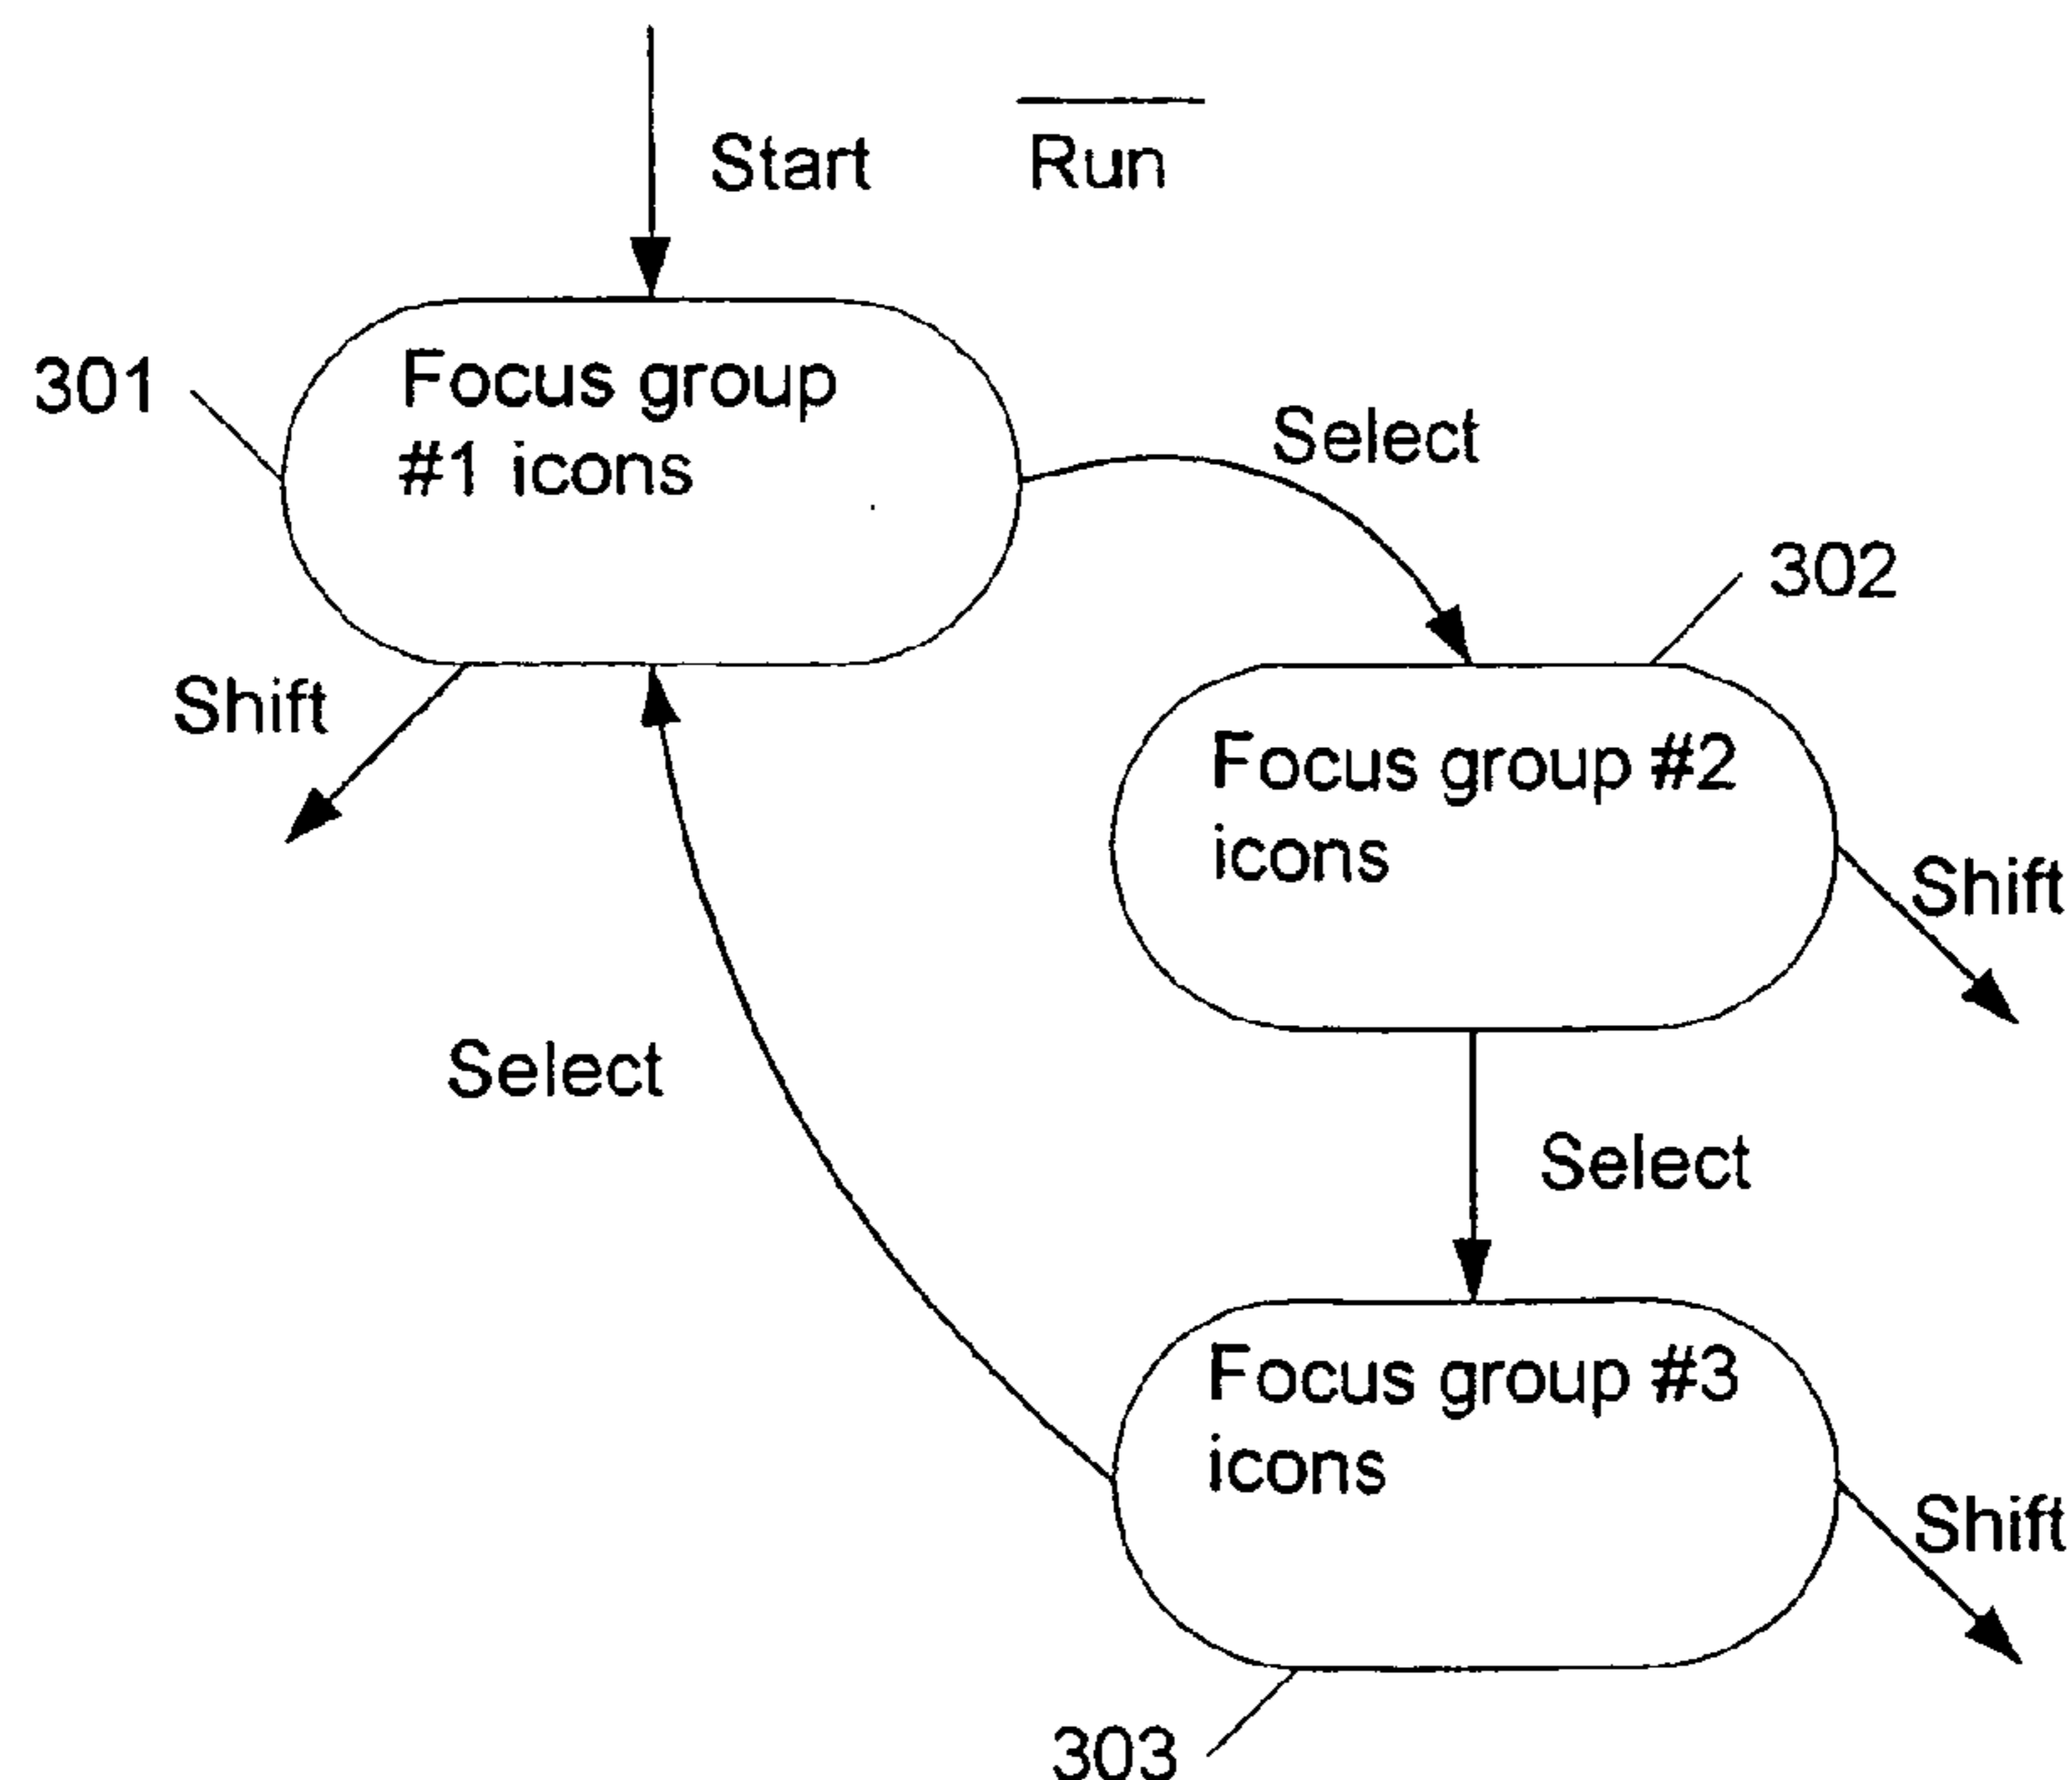 Start
Run
301
Focus group
#1 icons
Select
302
Shift
Focus group #2
icons
Shift
Select
Select
Focus group #3
icons
Shift
303